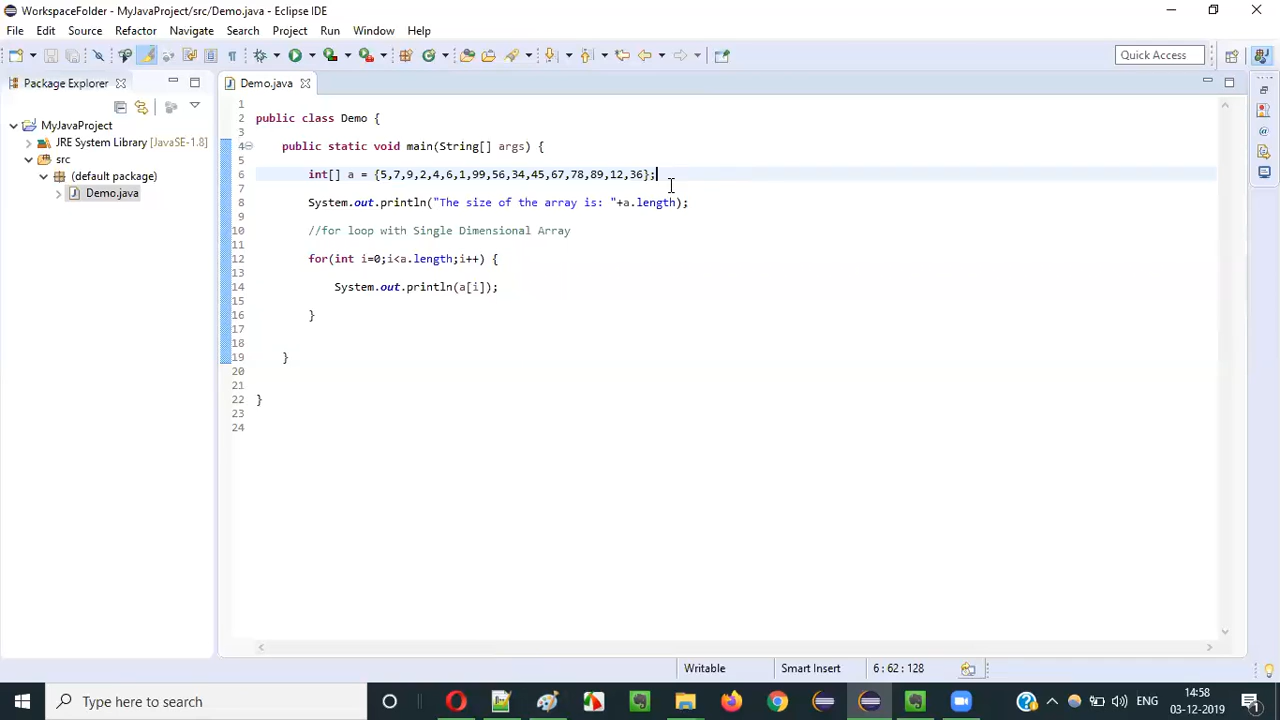 WorkspaceFolder - MyJavaProject/src/Demo.java - Eclipse IDE
File Edit Source Refactor Navigate Search Project Run Window Help
Quick Access
Package Explorer
Demo.java
MyJavaProject
JRE System Library [JavaSE-1.8]
src
(default package)
Demo.java
1
2 public class Demo {
3
4 public static void main(String[] args) {
5
6 int[] a = {5,7,9,2,4,6,1,99,56,34,45,67,78,89,12,36};
7
8 System.out.println("The size of the array is: "+a.length);
9
10 //for loop with Single Dimensional Array
11
12 for(int i=0;i<a.length;i++) {
13
14 System.out.println(a[i]);
15
16 }
17
18
19 }
20
21
22 }
23
24
Writable Smart Insert 6 : 62 : 128
Type here to search
ENG
14:58
03-12-2019